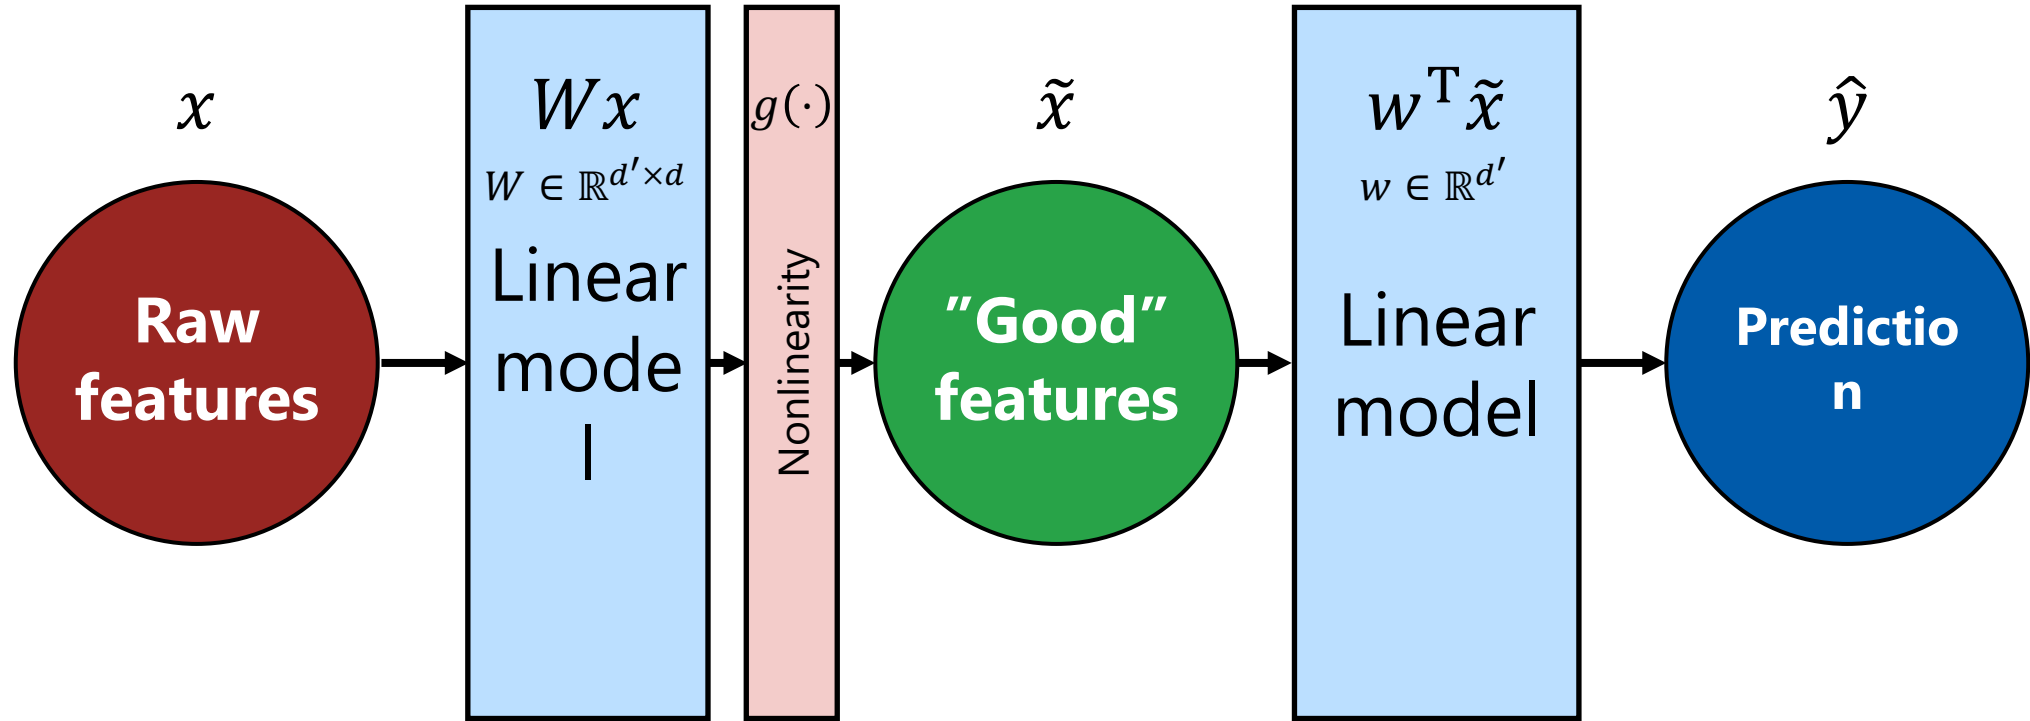 x
Raw
features
Wx
W ∈ ℝ^{d′×d}
Linear
mode
l
g(·)
Nonlinearity
x̃
”Good”
features
w^T x̃
w ∈ ℝ^{d′}
Linear
model
ŷ
Predictio
n